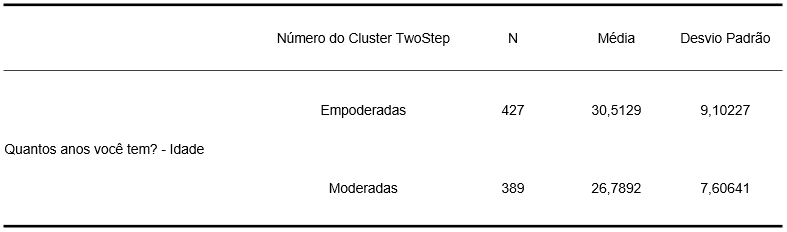 Número do Cluster TwoStep N Média Desvio Padrão
Empoderadas 427 30,5129 9,10227
Quantos anos você tem? - Idade
Moderadas 389 26,7892 7,60641